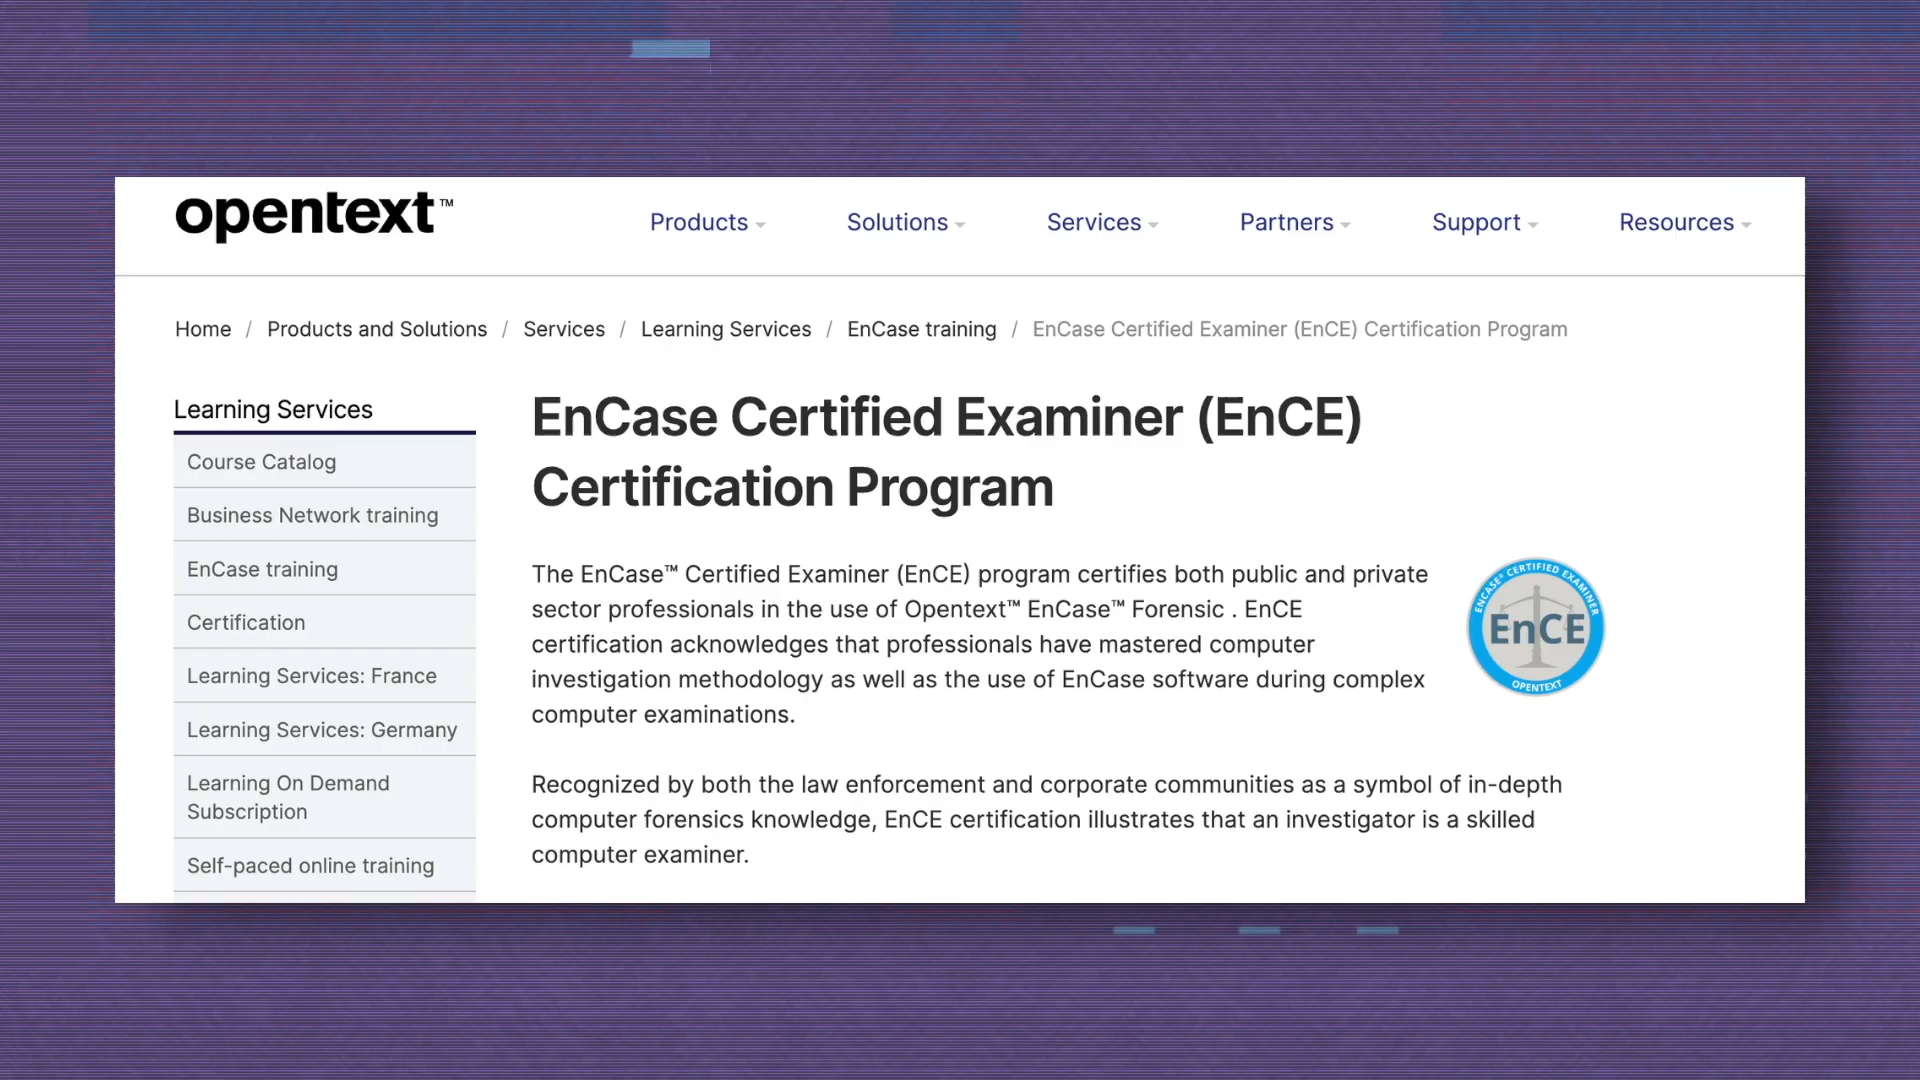 opentext™
Products
Solutions
Services
Partners
Support
Resources
Home / Products and Solutions / Services / Learning Services / EnCase training / EnCase Certified Examiner (EnCE) Certification Program
Learning Services
Course Catalog
Business Network training
EnCase training
Certification
Learning Services: France
Learning Services: Germany
Learning On Demand
Subscription
Self-paced online training
EnCase Certified Examiner (EnCE)
Certification Program
The EnCase™ Certified Examiner (EnCE) program certifies both public and private
sector professionals in the use of Opentext™ EnCase™ Forensic . EnCE
certification acknowledges that professionals have mastered computer
investigation methodology as well as the use of EnCase software during complex
computer examinations.
ENCASE® CERTIFIED EXAMINER
EnCE
OPENTEXT
Recognized by both the law enforcement and corporate communities as a symbol of in-depth
computer forensics knowledge, EnCE certification illustrates that an investigator is a skilled
computer examiner.